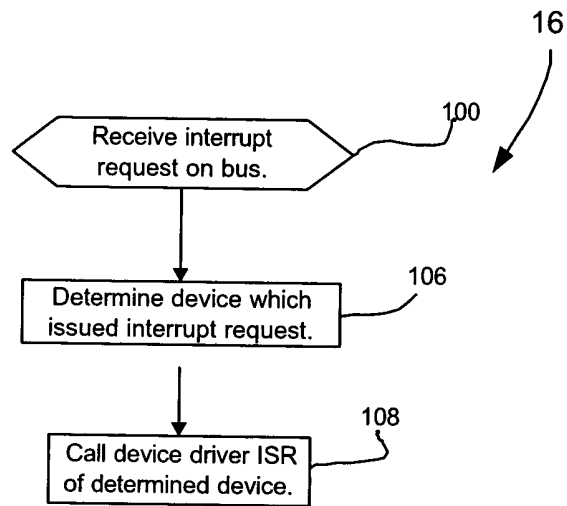 16
Receive interrupt
request on bus.
100
Determine device which
issued interrupt request.
106
108
Call device driver ISR
of determined device.